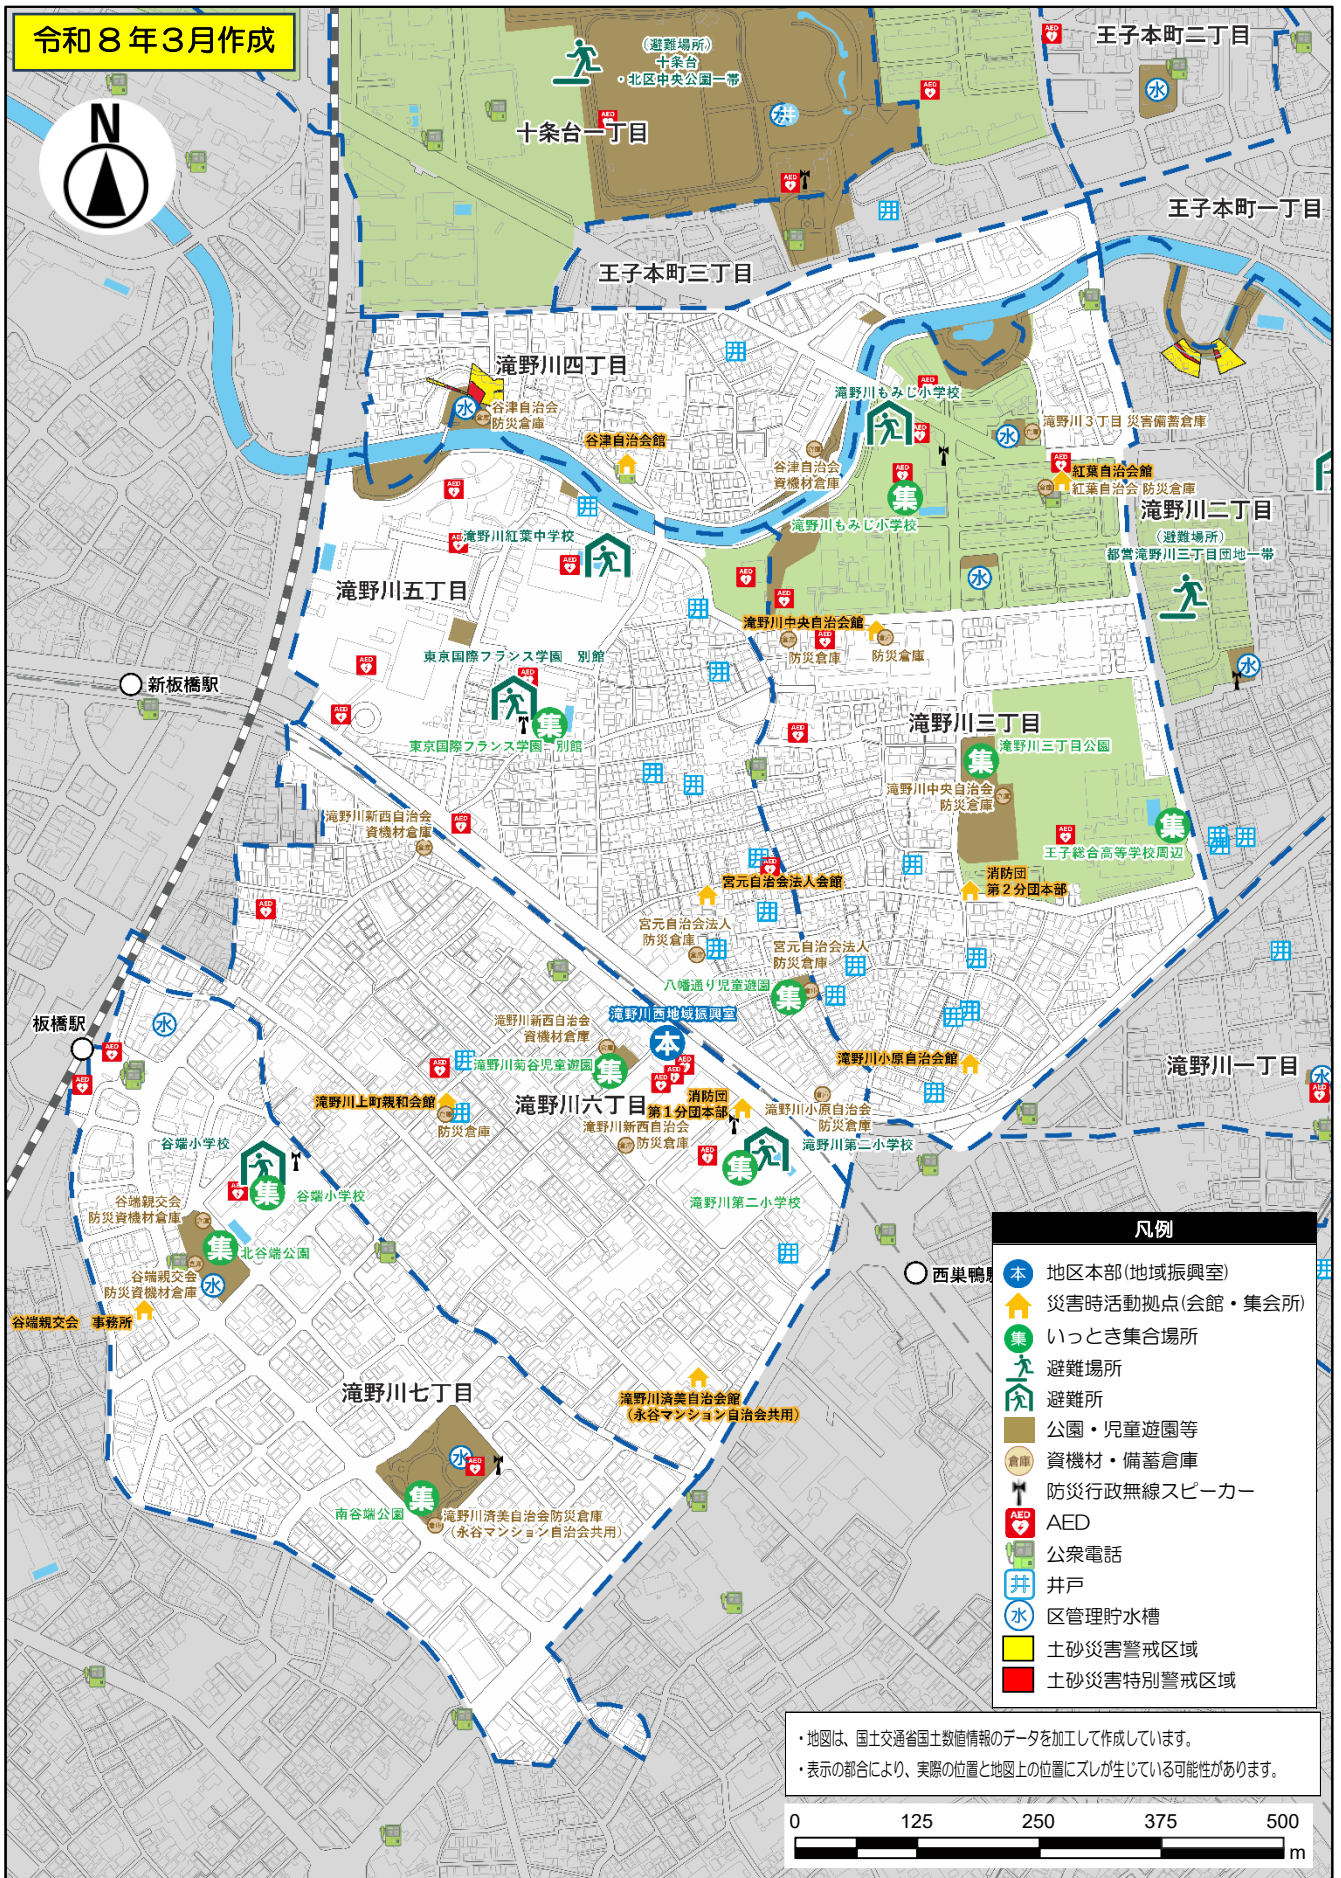 令和8年3月作成
N
(避難場所)
十条台
・北区中央公園一帯
十条台一丁目
王子本町二丁目
王子本町一丁目
王子本町三丁目
滝野川四丁目
谷津自治会
防災倉庫
谷津自治会館
谷津自治会
資機材倉庫
滝野川もみじ小学校
滝野川もみじ小学校
滝野川3丁目 災害備蓄倉庫
紅葉自治会館
紅葉自治会 防災倉庫
滝野川二丁目
(避難場所)
都営滝野川三丁目団地一帯
滝野川紅葉中学校
滝野川五丁目
東京国際フランス学園 別館
東京国際フランス学園 別館
新板橋駅
滝野川中央自治会館
防災倉庫
防災倉庫
滝野川三丁目
滝野川三丁目公園
滝野川中央自治会
防災倉庫
王子総合高等学校周辺
滝野川新西自治会
資機材倉庫
消防団
第2分団本部
宮元自治会法人会館
宮元自治会法人
防災倉庫
宮元自治会法人
防災倉庫
八幡通り児童遊園
滝野川西地域振興室
滝野川新西自治会
資機材倉庫
滝野川菊谷児童遊園
板橋駅
滝野川小原自治会館
滝野川一丁目
滝野川上町親和会館
防災倉庫
滝野川六丁目
消防団
第1分団本部
滝野川新西自治会
防災倉庫
滝野川小原自治会
防災倉庫
滝野川第二小学校
滝野川第二小学校
谷端小学校
谷端小学校
谷端親交会
防災資機材倉庫
北谷端公園
谷端親交会
防災資機材倉庫
谷端親交会 事務所
西巣鴨駅
滝野川七丁目
滝野川済美自治会館
(永谷マンション自治会共用)
南谷端公園
滝野川済美自治会防災倉庫
(永谷マンション自治会共用)
凡例
本 地区本部(地域振興室)
災害時活動拠点(会館・集会所)
集 いっとき集合場所
避難場所
避難所
公園・児童遊園等
倉庫 資機材・備蓄倉庫
防災行政無線スピーカー
AED AED
公衆電話
井 井戸
水 区管理貯水槽
土砂災害警戒区域
土砂災害特別警戒区域
・地図は、国土交通省国土数値情報のデータを加工して作成しています。
・表示の都合により、実際の位置と地図上の位置にズレが生じている可能性があります。
0 125 250 375 500
m